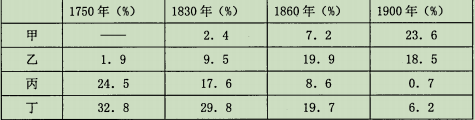 1750 年（%） 1830 年（%） 1860 年（%） 1900 年（%）
甲 —— 2.4 7.2 23.6
乙 1.9 9.5 19.9 18.5
丙 24.5 17.6 8.6 0.7
丁 32.8 29.8 19.7 6.2